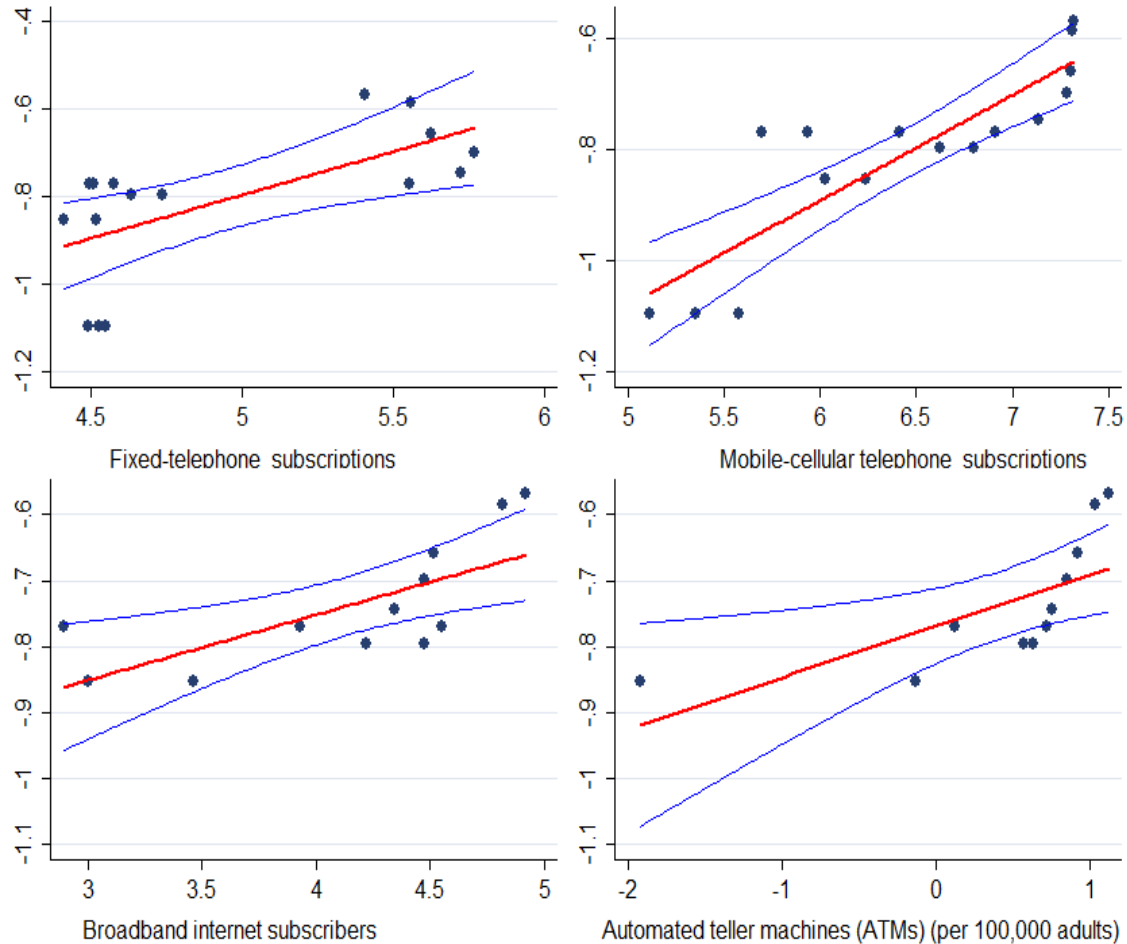 -.4
-.6
-.8
-1
-1.2
4.5 5 5.5 6
Fixed-telephone subscriptions
-.6
-.8
-1
-1.2
5 5.5 6 6.5 7 7.5
Mobile-cellular telephone subscriptions
-.6
-.7
-.8
-.9
-1
-1.1
3 3.5 4 4.5 5
Broadband internet subscribers
-.6
-.7
-.8
-.9
-1
-1.1
-2 -1 0 1
Automated teller machines (ATMs) (per 100,000 adults)